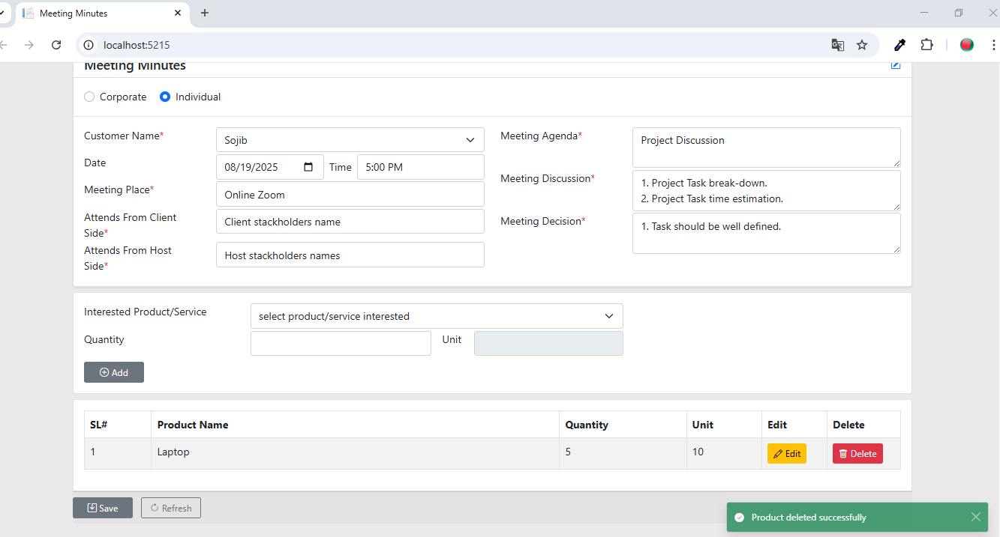 Meeting Minutes
localhost:5215
Meeting Minutes
Corporate Individual
Customer Name* Sojib
Date 08/19/2025 Time 5:00 PM
Meeting Place* Online Zoom
Attends From Client
Side* Client stackholders name
Attends From Host
Side* Host stackholders names
Meeting Agenda* Project Discussion
Meeting Discussion* 1. Project Task break-down.
2. Project Task time estimation.
Meeting Decision* 1. Task should be well defined.
Interested Product/Service select product/service interested
Quantity Unit
Add
SL# Product Name Quantity Unit Edit Delete
1 Laptop 5 10 Edit Delete
Save Refresh
Product deleted successfully